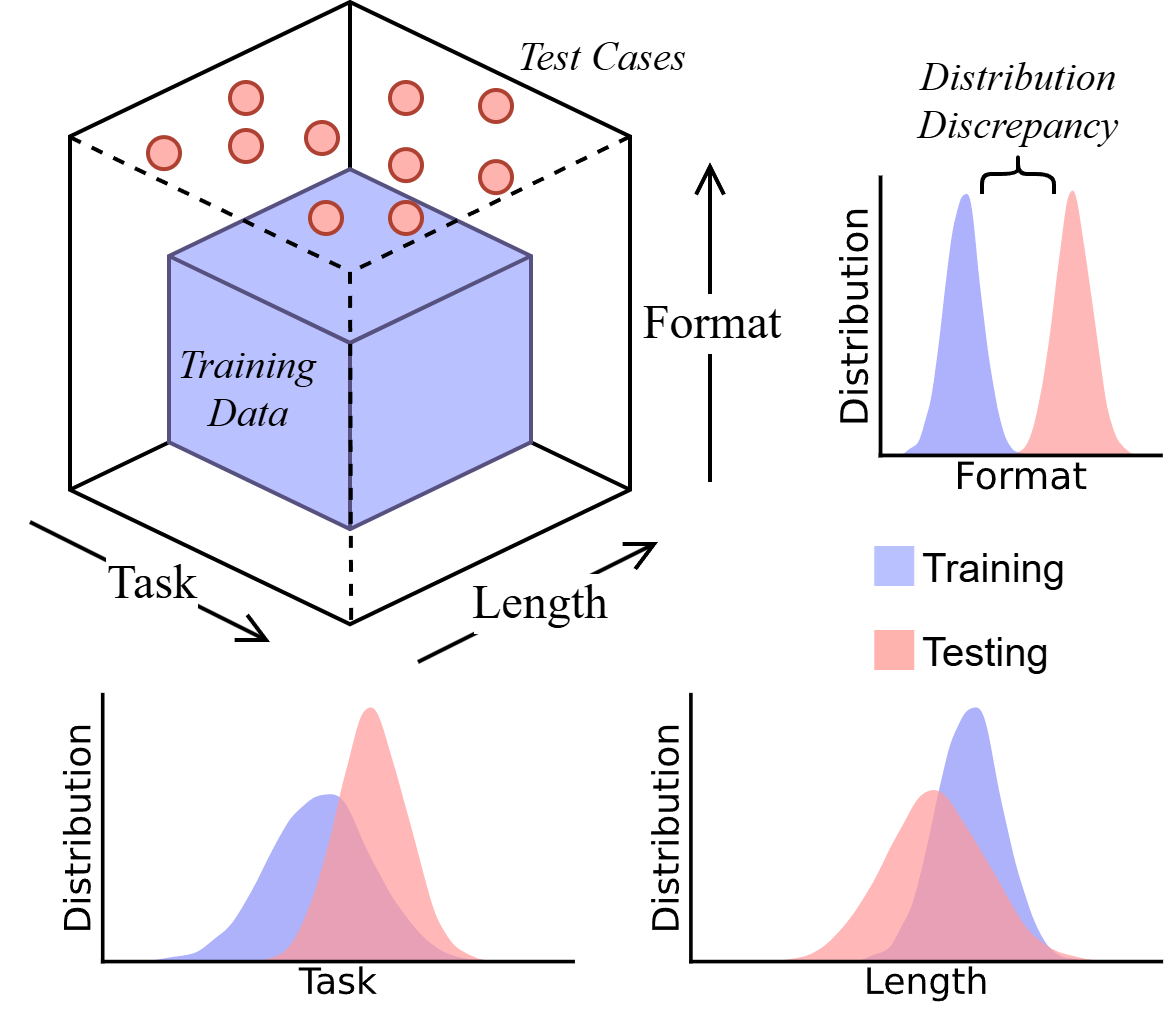 Test Cases
Distribution
Discrepancy
Training
Data
Format
Distribution
Format
Task
Length
Training
Testing
Distribution
Task
Distribution
Length